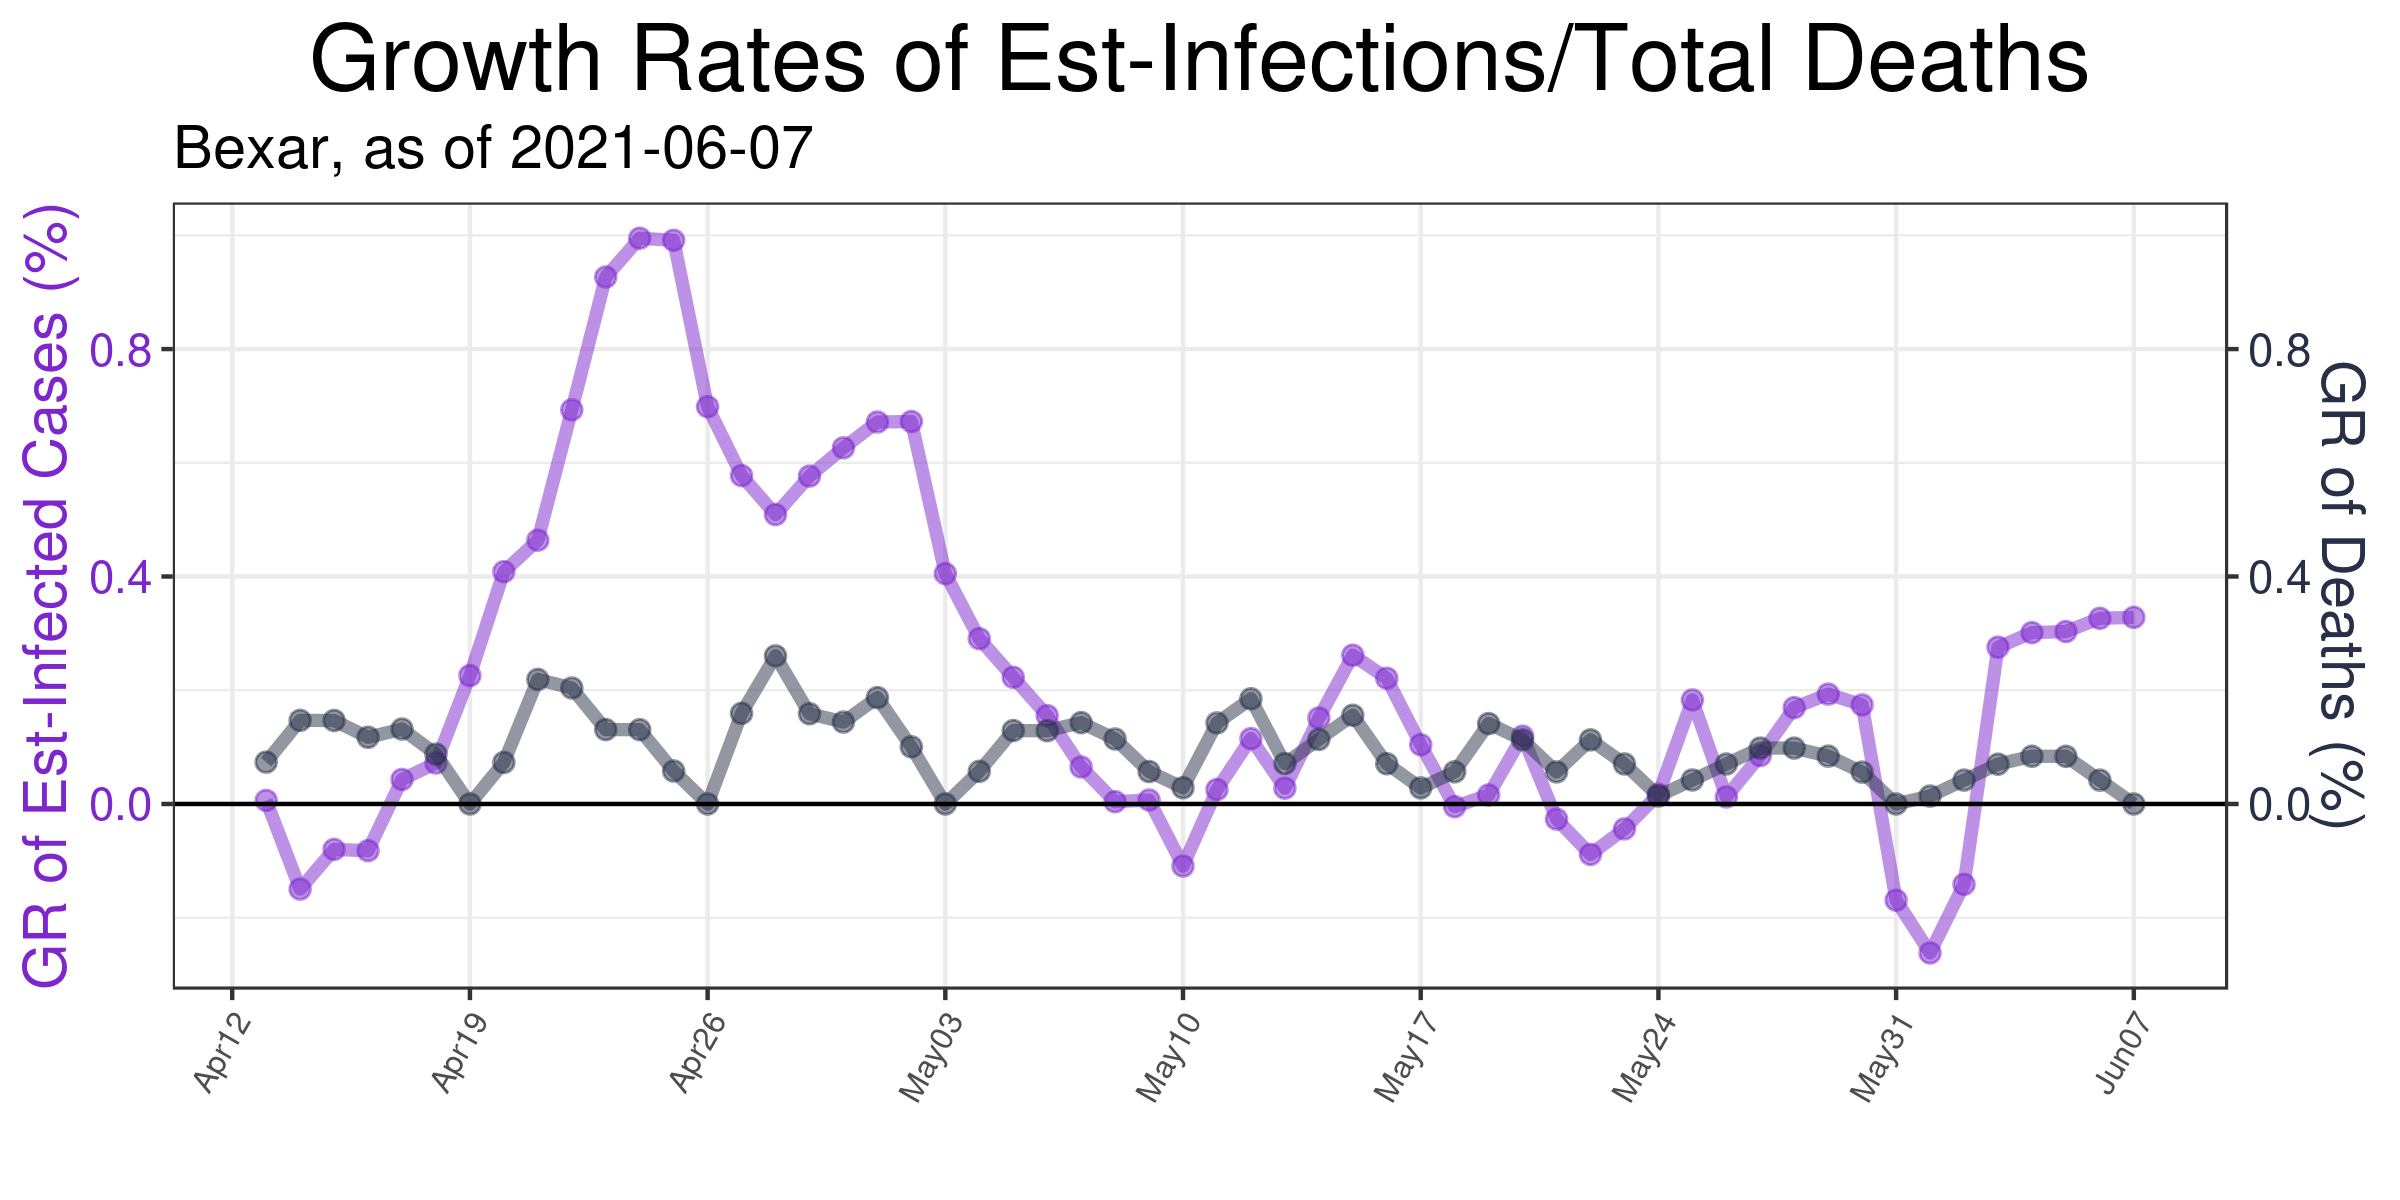 Growth Rates of Est-Infections/Total Deaths
Bexar, as of 2021-06-07
GR of Est-Infected Cases (%)
0.8
0.4
0.0
0.8
0.4
0.0
GR of Deaths (%)
Apr12
Apr19
Apr26
May03
May10
May17
May24
May31
Jun07